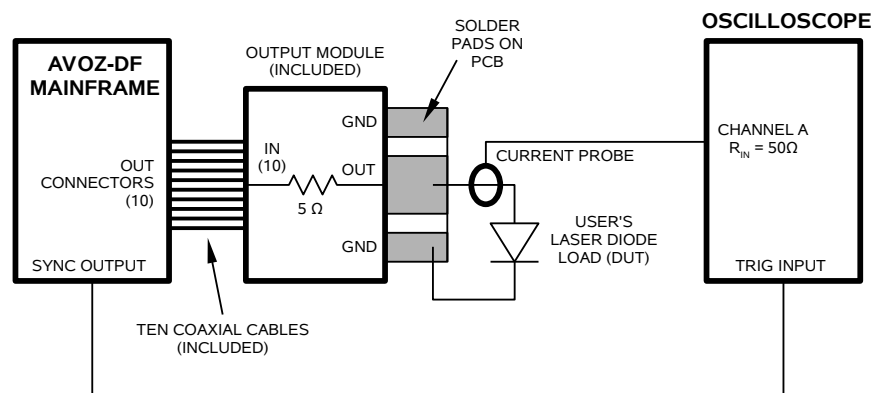 OSCILLOSCOPE
AVOZ-DF
MAINFRAME
OUT
CONNECTORS
(10)
SYNC OUTPUT
OUTPUT MODULE
(INCLUDED)
IN
(10)
5 Ω
GND
OUT
GND
SOLDER
PADS ON
PCB
CURRENT PROBE
USER'S
LASER DIODE
LOAD (DUT)
CHANNEL A
RIN = 50Ω
TRIG INPUT
TEN COAXIAL CABLES
(INCLUDED)